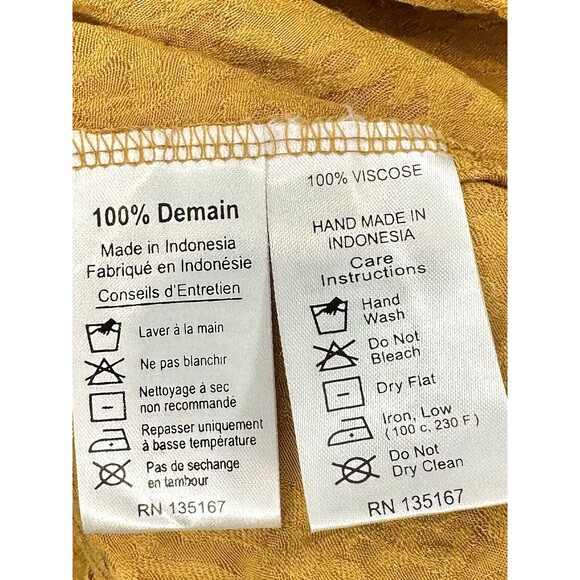 100% Demain
Made in Indonesia
Fabriqué en Indonésie
Conseils d'Entretien
Laver à la main
Ne pas blanchir
Nettoyage à sec
non recommandé
Repasser uniquement
à basse température
Pas de sechange
en tambour
RN 135167
100% VISCOSE
HAND MADE IN
INDONESIA
Care
Instructions
Hand
Wash
Do Not
Bleach
Dry Flat
Iron, Low
(100 c, 230 F)
Do Not
Dry Clean
RN 135167